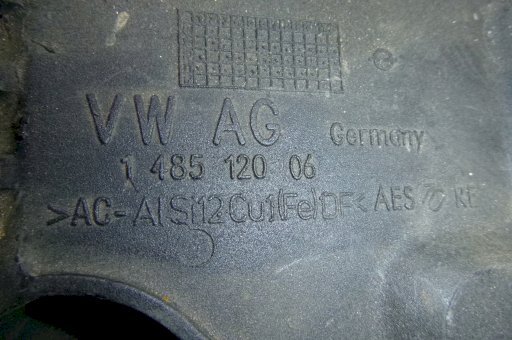 VW AG Germany
1 485 120 06
>AC-AlSi12Cu1(Fe)DF< AES